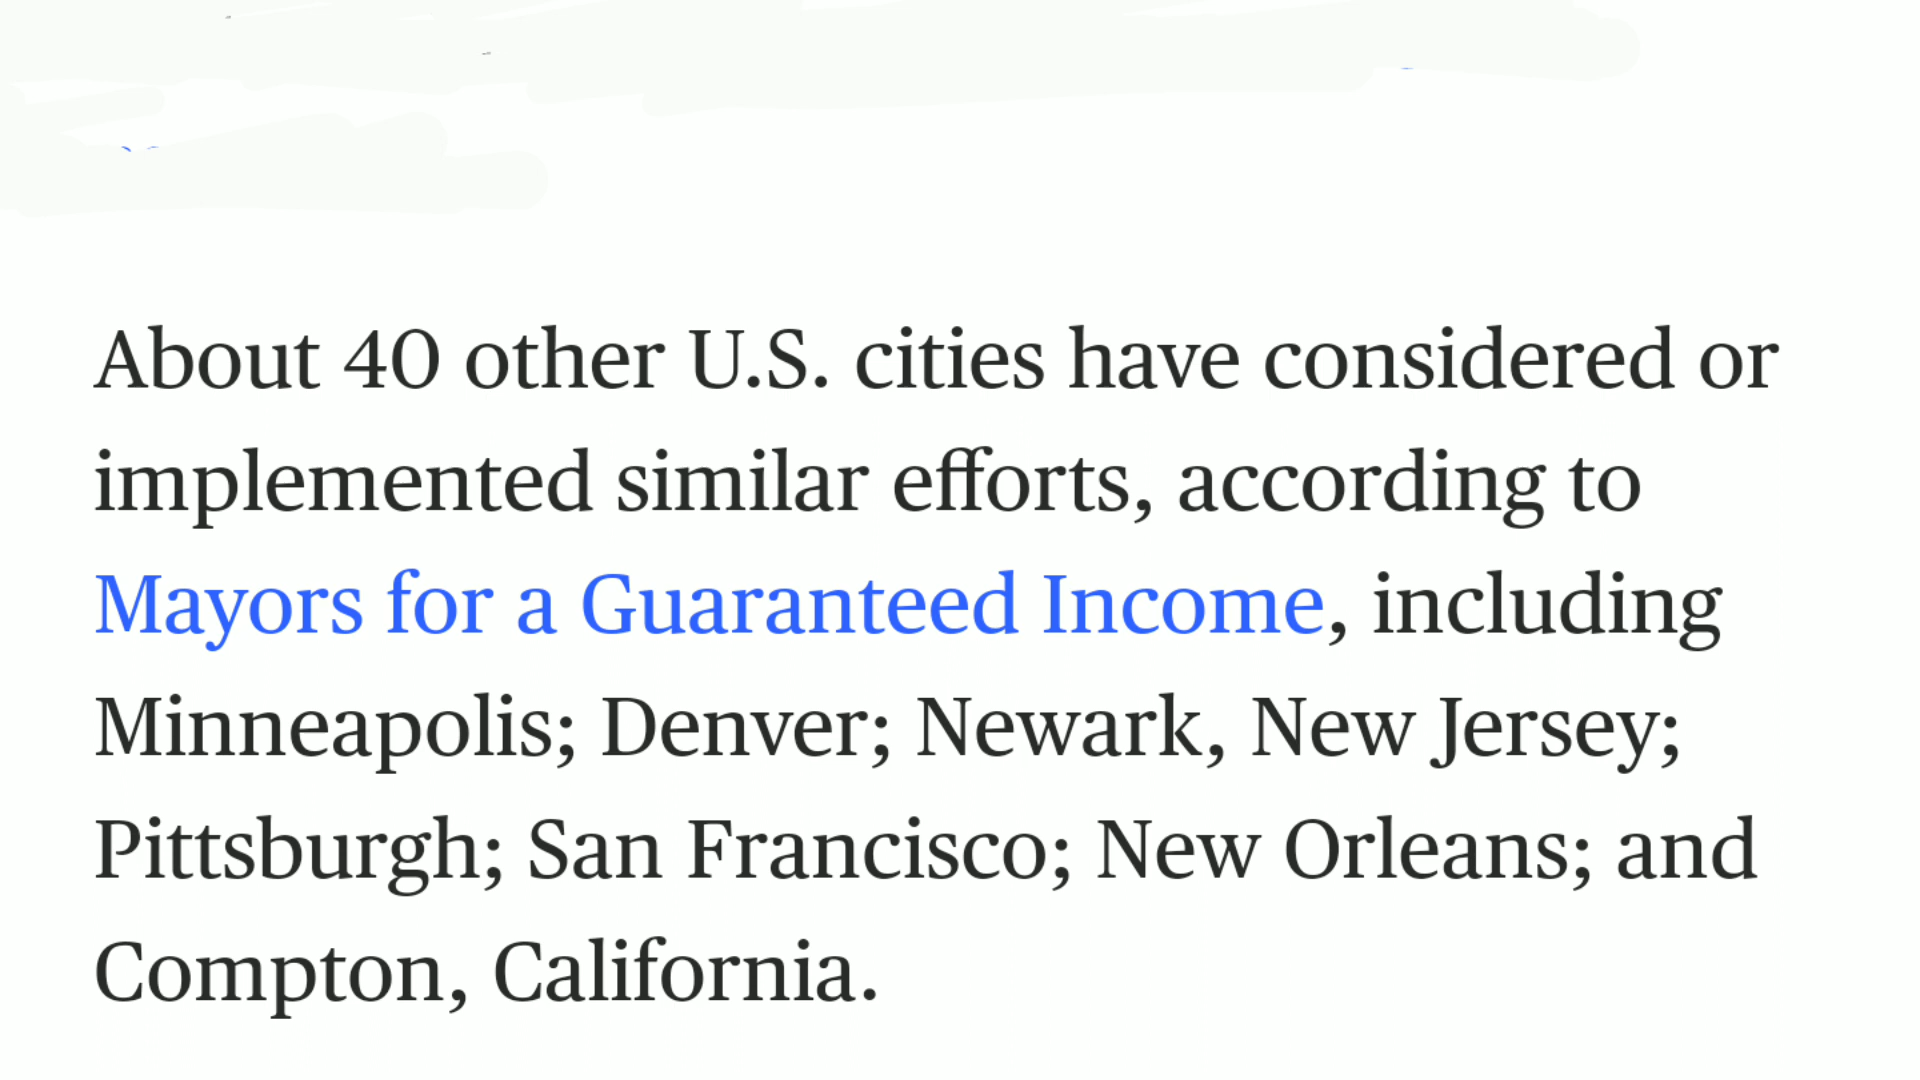 About 40 other U.S. cities have considered or
implemented similar efforts, according to
Mayors for a Guaranteed Income, including
Minneapolis; Denver; Newark, New Jersey;
Pittsburgh; San Francisco; New Orleans; and
Compton, California.